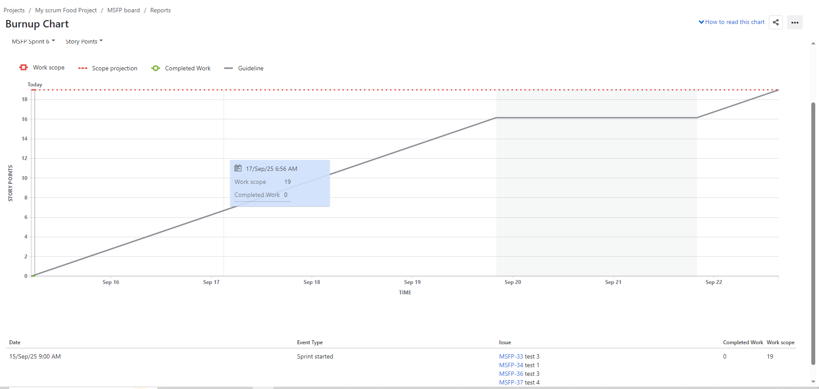 Projects / My scrum Food Project / MSFP board / Reports
Burnup Chart
How to read this chart
MSFP Sprint 6 Story Points
Work scope Scope projection Completed Work Guideline
Today
18
16
14
12
10
8
6
4
2
0
STORY POINTS
17/Sep/25 6:56 AM
Work scope 19
Completed Work 0
Sep 16 Sep 17 Sep 18 Sep 19 Sep 20 Sep 21 Sep 22
TIME
Date Event Type Issue Completed Work Work scope
15/Sep/25 9:00 AM Sprint started MSFP-33 test 3 0 19
MSFP-34 test 1
MSFP-36 test 3
MSFP-37 test 4